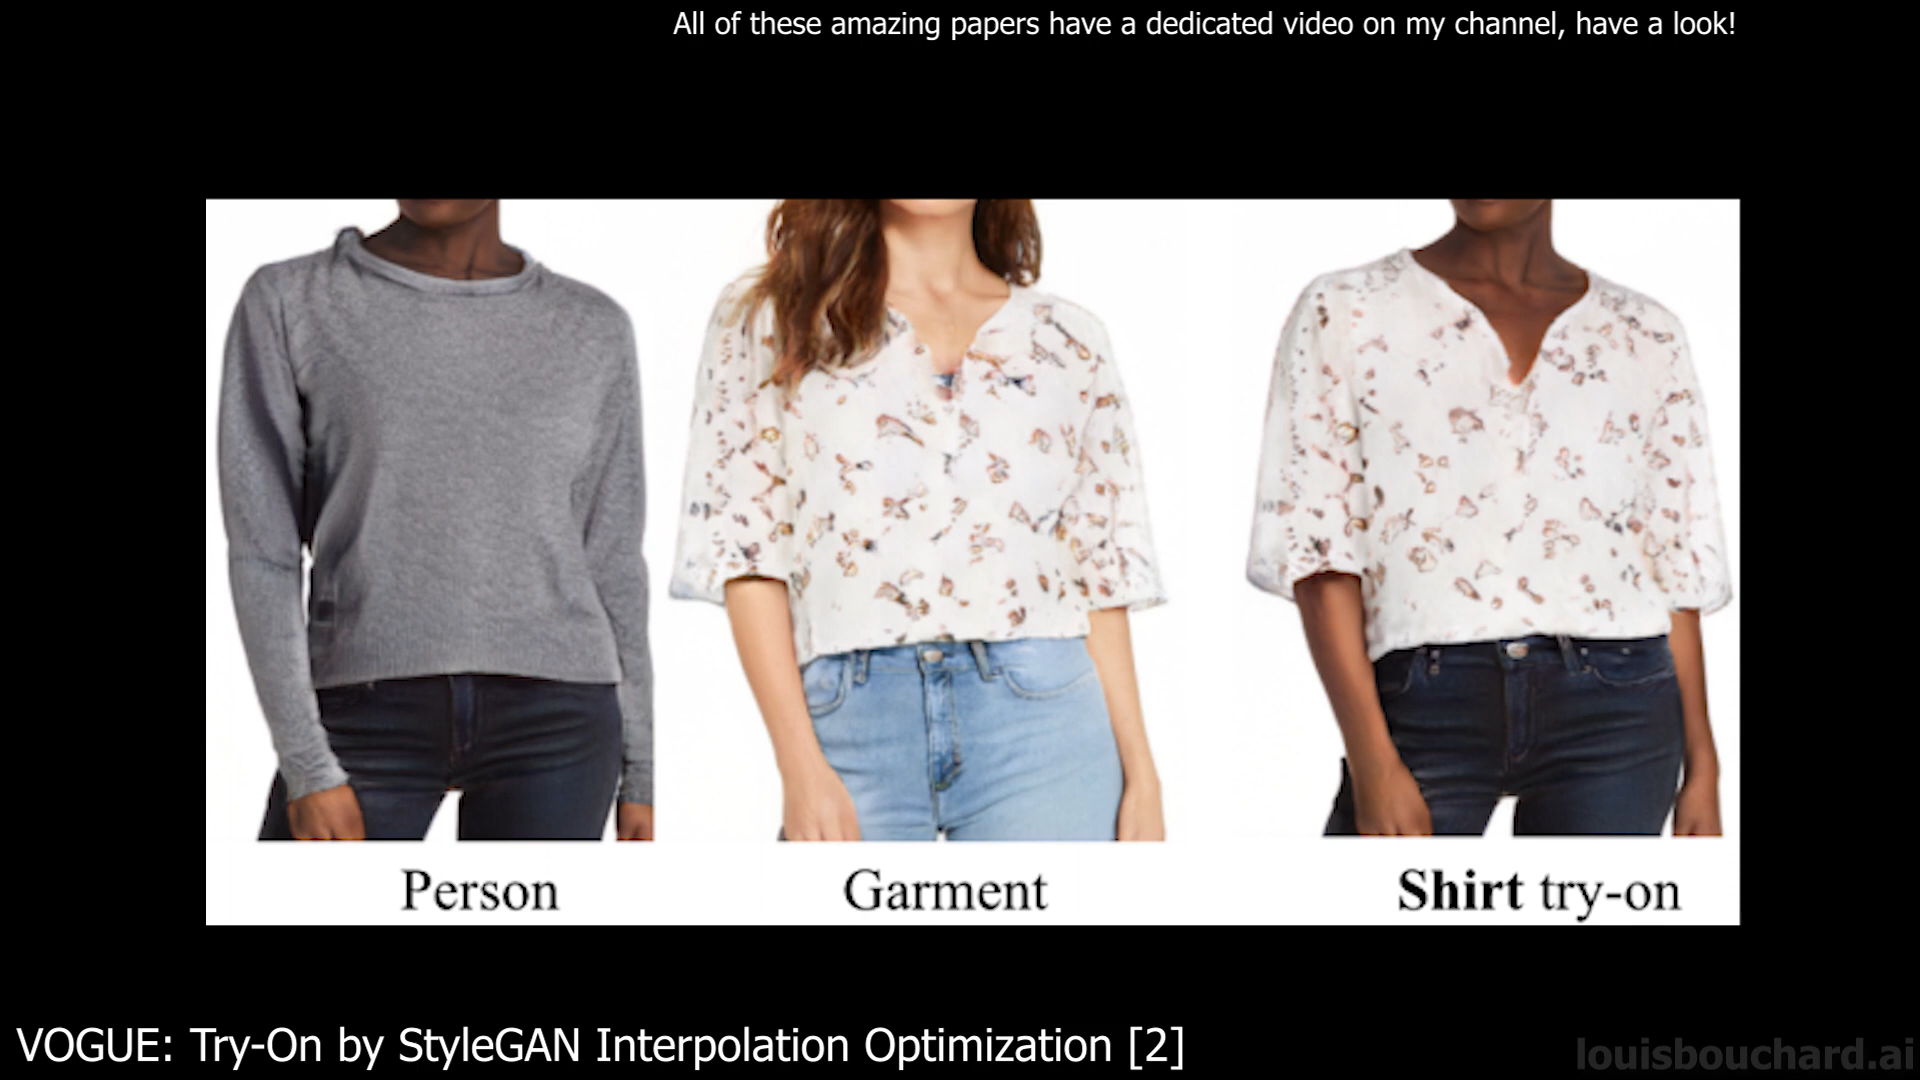 All of these amazing papers have a dedicated video on my channel, have a look!
Person
Garment
Shirt try-on
VOGUE: Try-On by StyleGAN Interpolation Optimization [2]
louisbouchard.ai